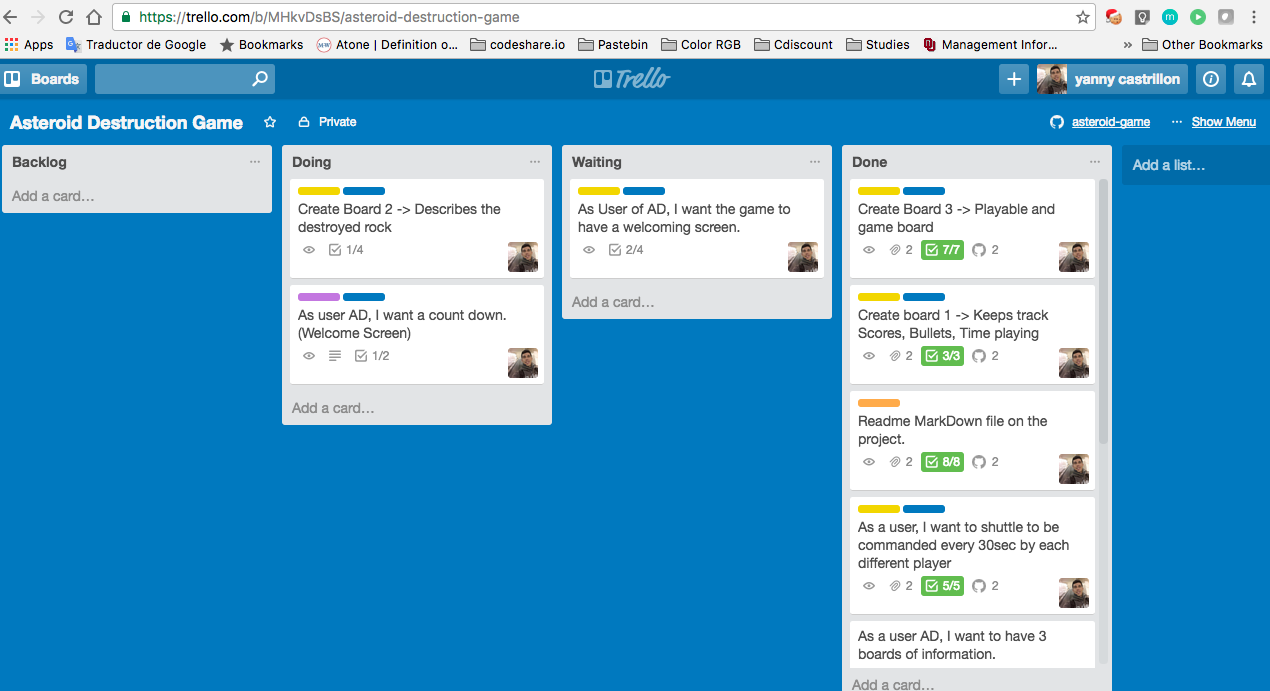 https://trello.com/b/MHkvDsBS/asteroid-destruction-game
Apps Traductor de Google Bookmarks Atone | Definition o... codeshare.io Pastebin Color RGB Cdiscount Studies Management Infor... » Other Bookmarks
Boards Trello yanny castrillon
Asteroid Destruction Game Private asteroid-game ... Show Menu
Backlog ...
Add a card...
Doing ...
Create Board 2 -> Describes the
destroyed rock
1/4
As user AD, I want a count down.
(Welcome Screen)
1/2
Add a card...
Waiting ...
As User of AD, I want the game to
have a welcoming screen.
2/4
Add a card...
Done ...
Create Board 3 -> Playable and
game board
2 7/7 2
Create board 1 -> Keeps track
Scores, Bullets, Time playing
2 3/3 2
Readme MarkDown file on the
project.
2 8/8 2
As a user, I want to shuttle to be
commanded every 30sec by each
different player
2 5/5 2
As a user AD, I want to have 3
boards of information.
Add a card...
Add a list...